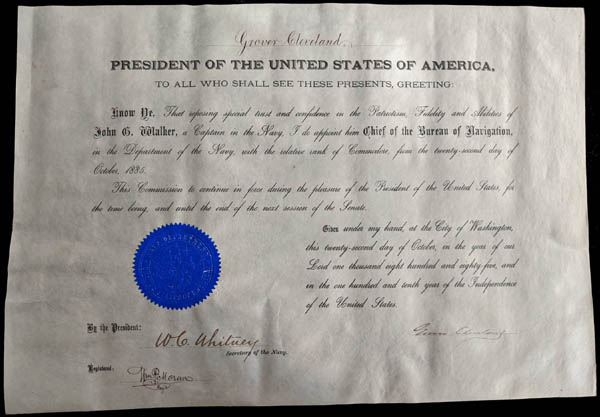 Grover Cleveland,
PRESIDENT OF THE UNITED STATES OF AMERICA,
TO ALL WHO SHALL SEE THESE PRESENTS, GREETING:
Know Ye, That reposing special trust and confidence in the Patriotism, Fidelity and Abilities of
John G. Walker, a Captain in the Navy, I do appoint him Chief of the Bureau of Navigation,
in the Department of the Navy, with the relative rank of Commodore, from the twenty-second day of
October, 1885.
This Commission to continue in force during the pleasure of the President of the United States, for
the time being, and until the end of the next session of the Senate.
Given under my hand, at the City of Washington,
this twenty-second day of October, in the year of our
Lord one thousand eight hundred and eighty-five, and
in the one hundred and tenth year of the Independence
of the United States.
Grover Cleveland
By the President:
W. C. Whitney
Secretary of the Navy.
Registered:
Moran